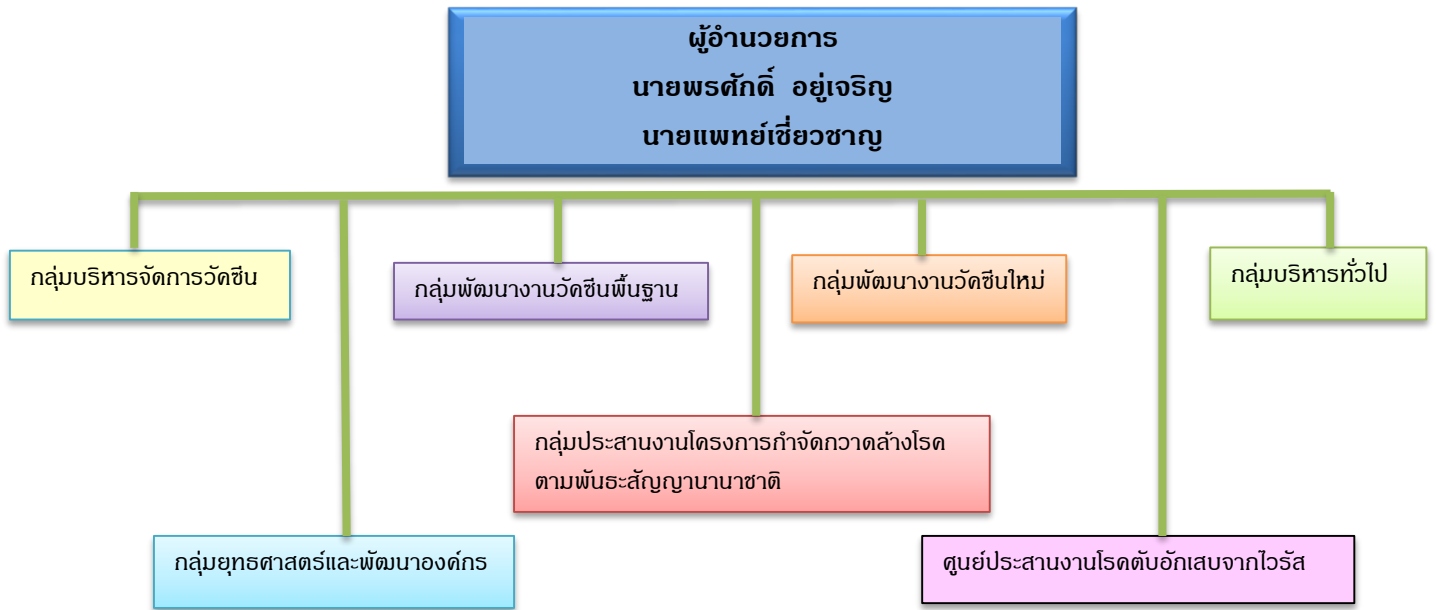 ผู้อำนวยการ
นายพรศักดิ์ อยู่เจริญ
นายแพทย์เชี่ยวชาญ
กลุ่มบริหารจัดการวัคซีน
กลุ่มพัฒนางานวัคซีนพื้นฐาน
กลุ่มพัฒนางานวัคซีนใหม่
กลุ่มบริหารทั่วไป
กลุ่มประสานงานโครงการกำจัดกวาดล้างโรค
ตามพันธะสัญญานานาชาติ
กลุ่มยุทธศาสตร์และพัฒนาองค์กร
ศูนย์ประสานงานโรคตับอักเสบจากไวรัส